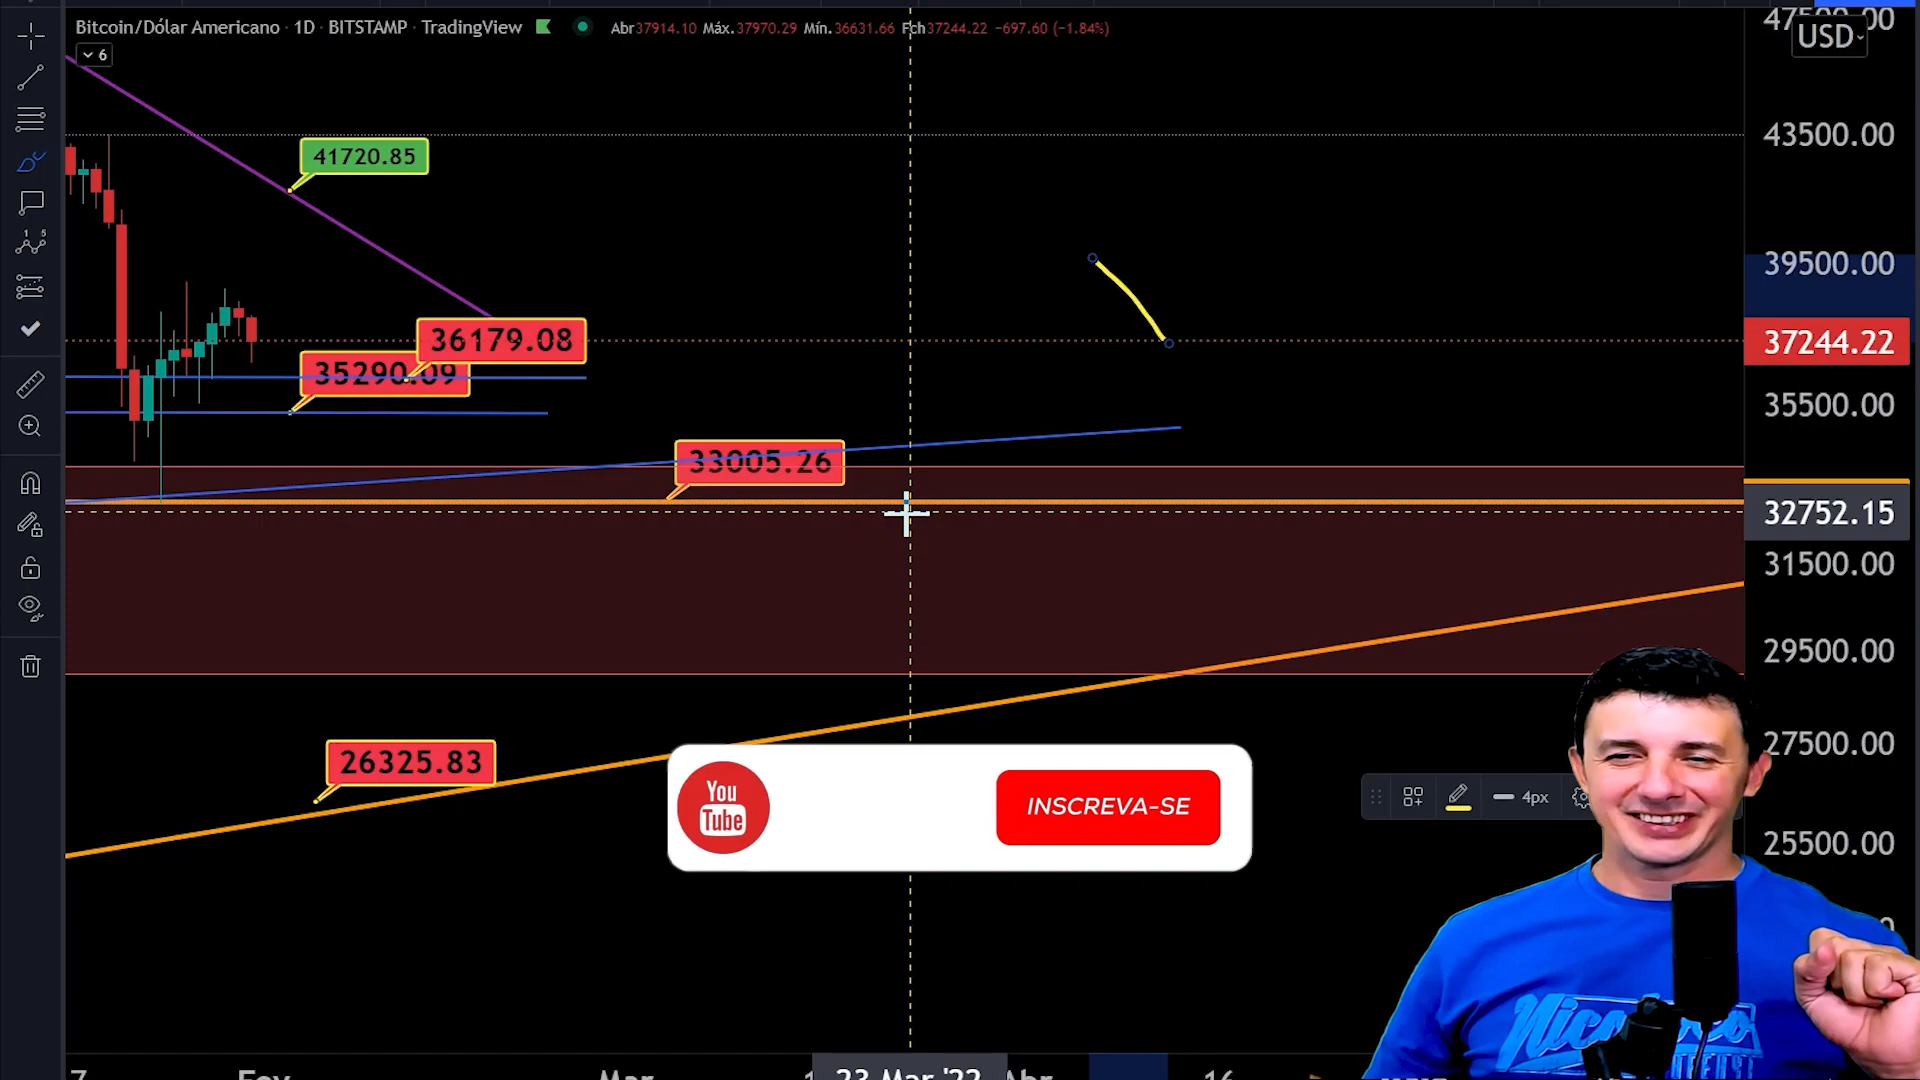 Bitcoin/Dólar Americano · 1D · BITSTAMP · TradingView
Abr37914.10 Máx.37970.29 Mín.36631.66 Fch37244.22 −697.60 (−1.84%)
6
USD
43500.00
41720.85
39500.00
36179.08
37244.22
35290.09
35500.00
33005.26
32752.15
31500.00
29500.00
27500.00
26325.83
You
Tube
INSCREVA-SE
4px
25500.00
7
Fev
Mar
23 Mar '22
Abr
16